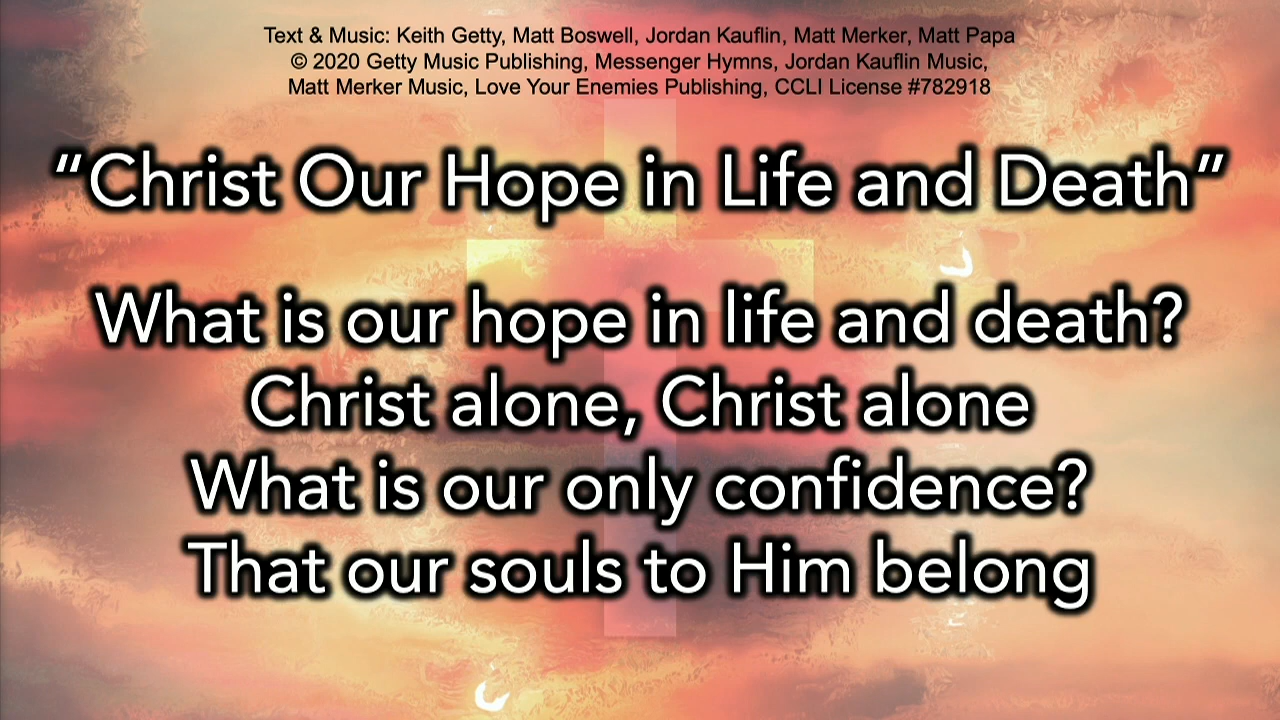 Text & Music: Keith Getty, Matt Boswell, Jordan Kauflin, Matt Merker, Matt Papa
© 2020 Getty Music Publishing, Messenger Hymns, Jordan Kauflin Music,
Matt Merker Music, Love Your Enemies Publishing, CCLI License #782918
“Christ Our Hope in Life and Death”
What is our hope in life and death?
Christ alone, Christ alone
What is our only confidence?
That our souls to Him belong